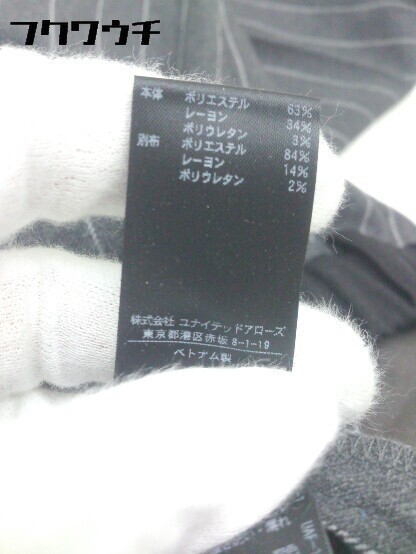 フクワウチ
本体 ポリエステル 63%
レーヨン 34%
ポリウレタン 3%
別布 ポリエステル 84%
レーヨン 14%
ポリウレタン 2%
株式会社 ユナイテッドアローズ
東京都港区赤坂 8-1-19
ベトナム製